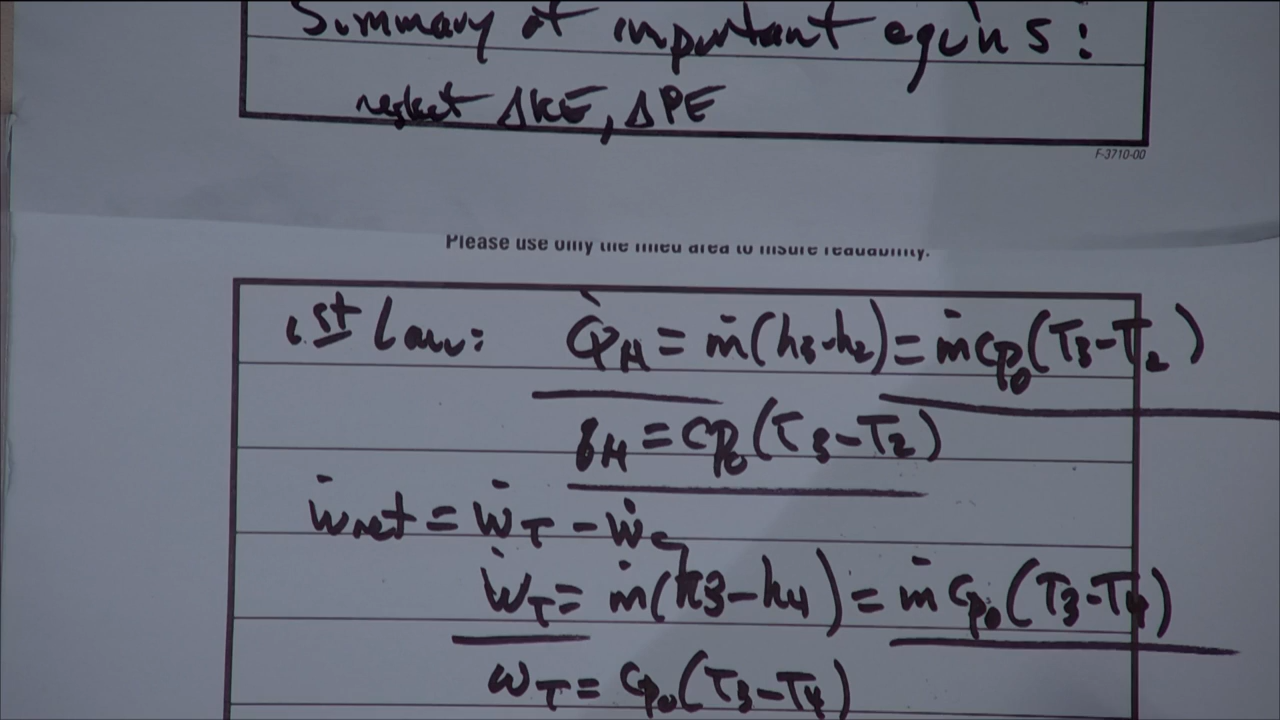 Summary of important eqn's:
neglect ΔKE, ΔPE
F-3710-00
Please use only the lined area to insure readability.
1st Law: Q̇H = ṁ(h3-h2) = ṁcp0(T3-T2)
qH = cp0(T3-T2)
ẇnet = ẇT - ẇc
ẇT = ṁ(h3-h4) = ṁcp0(T3-T4)
wT = cp0(T3-T4)